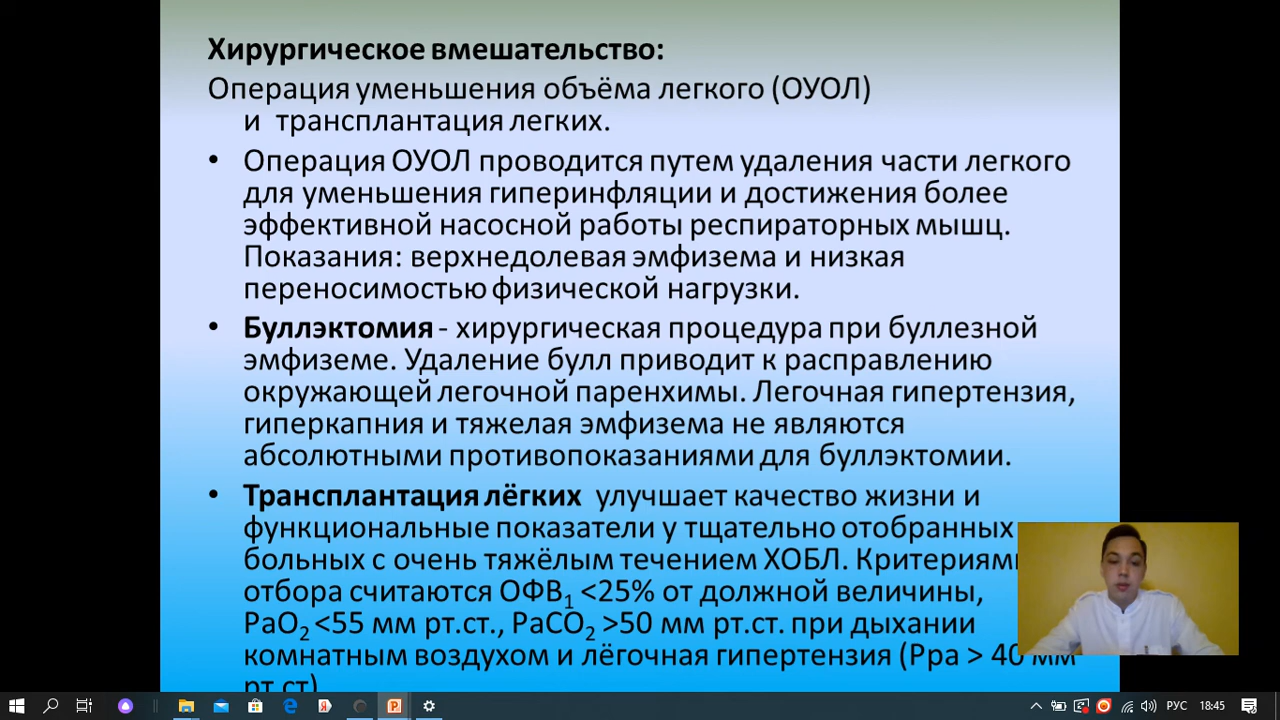 Хирургическое вмешательство:
Операция уменьшения объёма легкого (ОУОЛ)
и трансплантация легких.
• Операция ОУОЛ проводится путем удаления части легкого
для уменьшения гиперинфляции и достижения более
эффективной насосной работы респираторных мышц.
Показания: верхнедолевая эмфизема и низкая
переносимостью физической нагрузки.
• Буллэктомия - хирургическая процедура при буллезной
эмфиземе. Удаление булл приводит к расправлению
окружающей легочной паренхимы. Легочная гипертензия,
гиперкапния и тяжелая эмфизема не являются
абсолютными противопоказаниями для буллэктомии.
• Трансплантация лёгких улучшает качество жизни и
функциональные показатели у тщательно отобранных
больных с очень тяжёлым течением ХОБЛ. Критериями
отбора считаются ОФВ1 <25% от должной величины,
PaO2 <55 мм рт.ст., PaCO2 >50 мм рт.ст. при дыхании
комнатным воздухом и лёгочная гипертензия (Ppa > 40 мм
рт.ст)
РУС 18:45